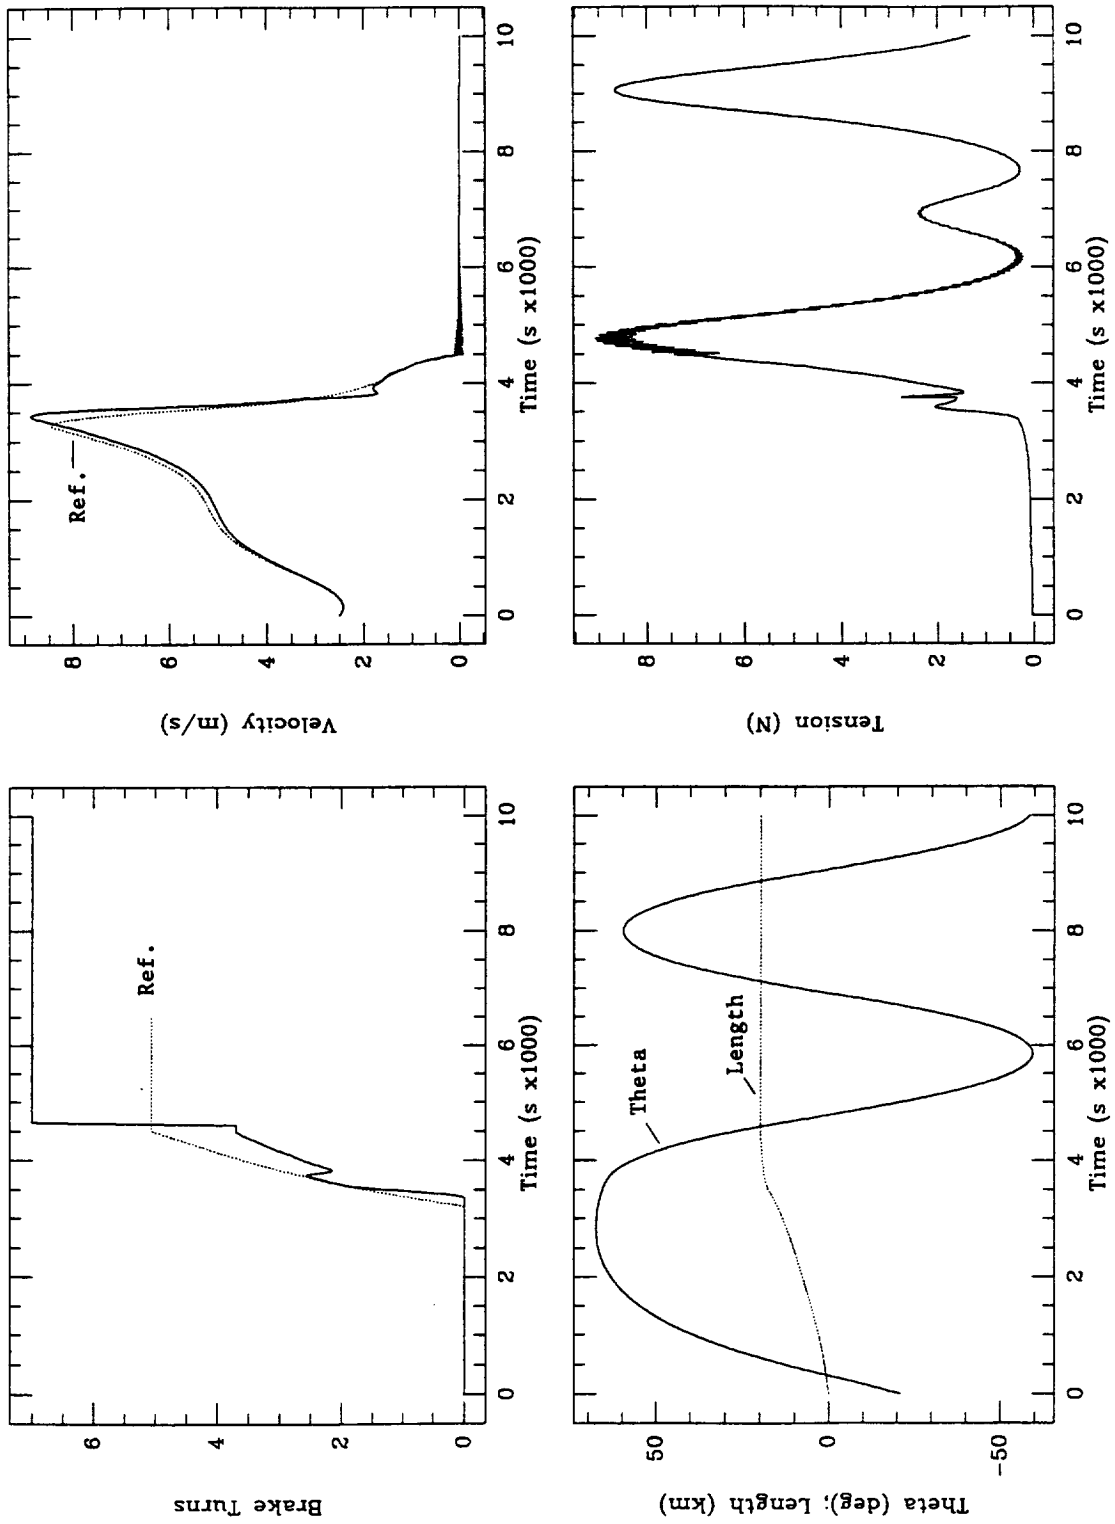 Brake Turns
6
4
2
0
Ref.
0 2 4 6 8 10
Time (s x1000)
Velocity (m/s)
8
6
4
2
0
Ref.
0 2 4 6 8 10
Time (s x1000)
Theta (deg); Length (km)
50
0
-50
Theta
Length
0 2 4 6 8 10
Time (s x1000)
Tension (N)
8
6
4
2
0
0 2 4 6 8 10
Time (s x1000)